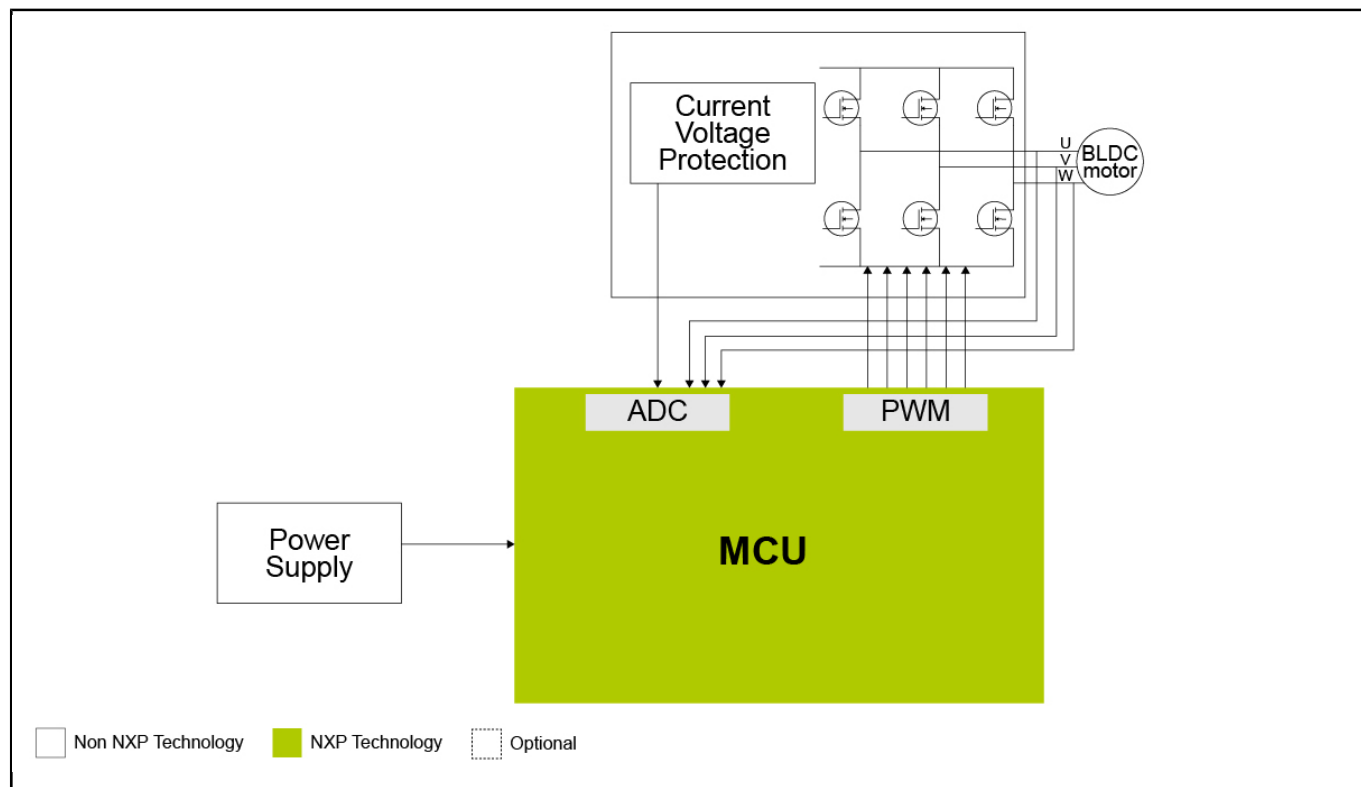 Current
Voltage
Protection
U
V
W
BLDC
motor
ADC
PWM
Power
Supply
MCU
Non NXP Technology
NXP Technology
Optional